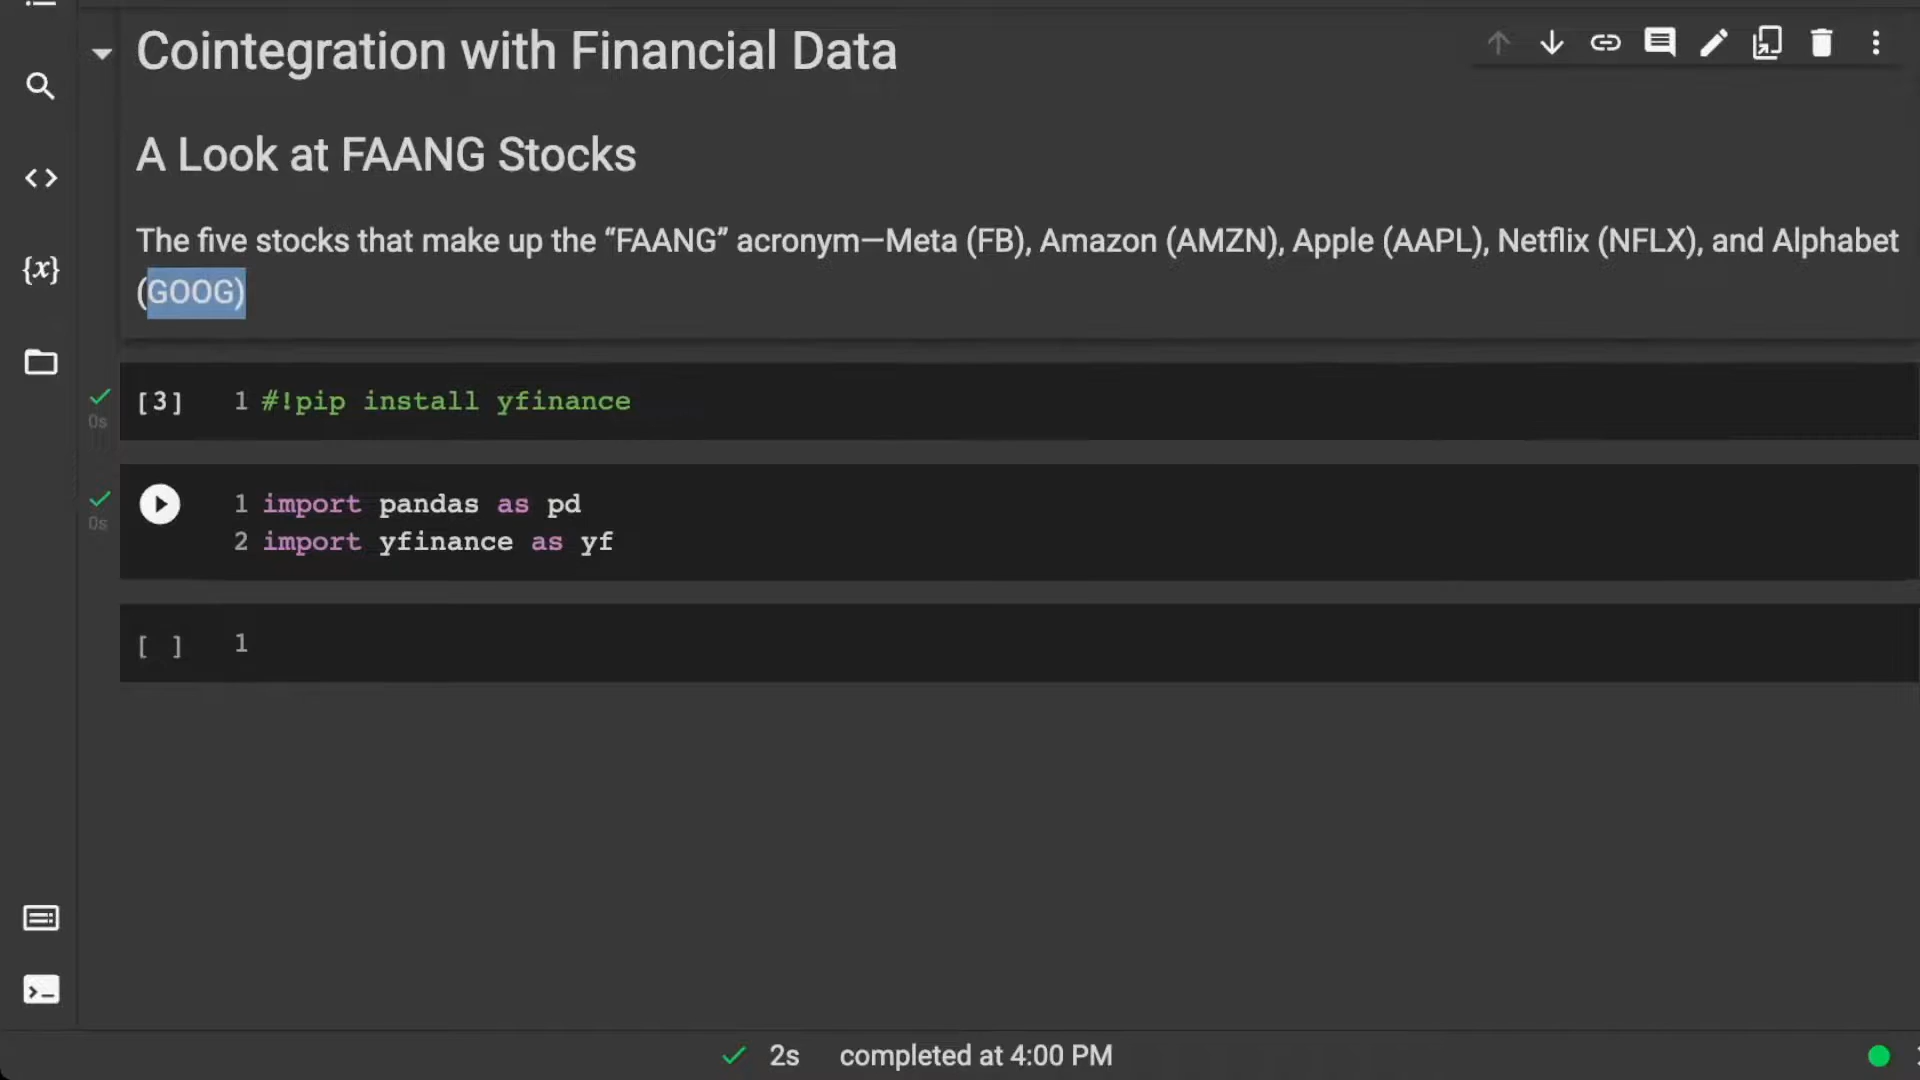 Cointegration with Financial Data
A Look at FAANG Stocks
The five stocks that make up the “FAANG” acronym—Meta (FB), Amazon (AMZN), Apple (AAPL), Netflix (NFLX), and Alphabet
(GOOG)
[3] 1 #!pip install yfinance
0s
1 import pandas as pd
0s
2 import yfinance as yf
[ ] 1
2s completed at 4:00 PM